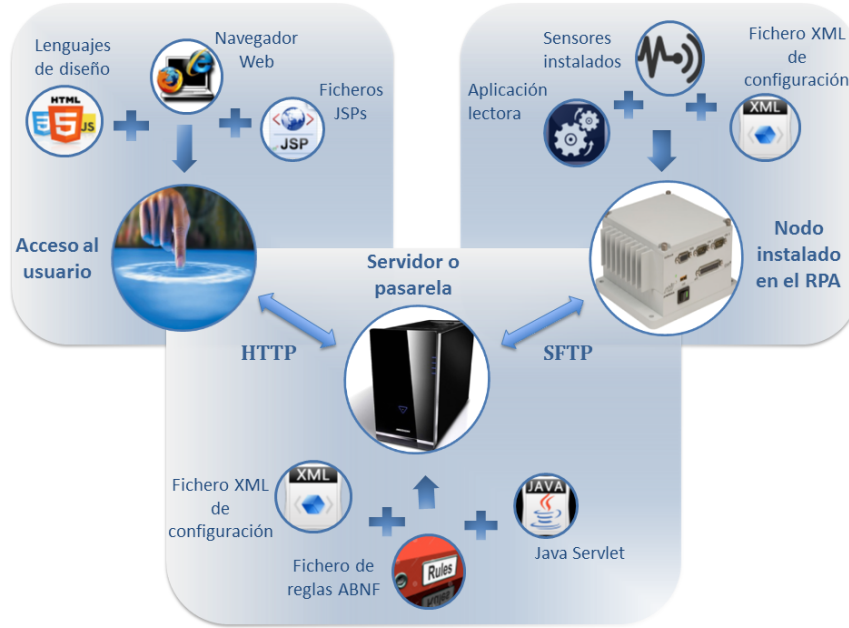 Lenguajes
de diseño
Navegador
Web
Ficheros
JSPs
HTML
5
JS
JSP
Acceso al
usuario
Sensores
instalados
Fichero XML
de
configuración
Aplicación
lectora
XML
Nodo
instalado
en el RPA
Servidor o
pasarela
HTTP
SFTP
Fichero XML
de
configuración
XML
Fichero de
reglas ABNF
Rules
JAVA
Java Servlet